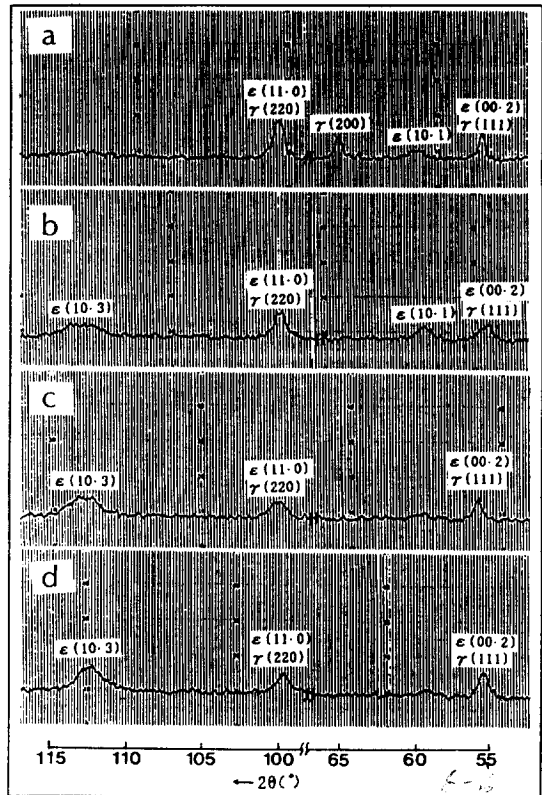 a
ε(11·0)
γ(220)
γ(200)
ε(10·1)
ε(00·2)
γ(111)
b
ε(10·3)
ε(11·0)
γ(220)
ε(10·1)
ε(00·2)
γ(111)
c
ε(10·3)
ε(11·0)
γ(220)
ε(00·2)
γ(111)
d
ε(10·3)
ε(11·0)
γ(220)
ε(00·2)
γ(111)
115 110 105 100 65 60 55
←2θ(°)